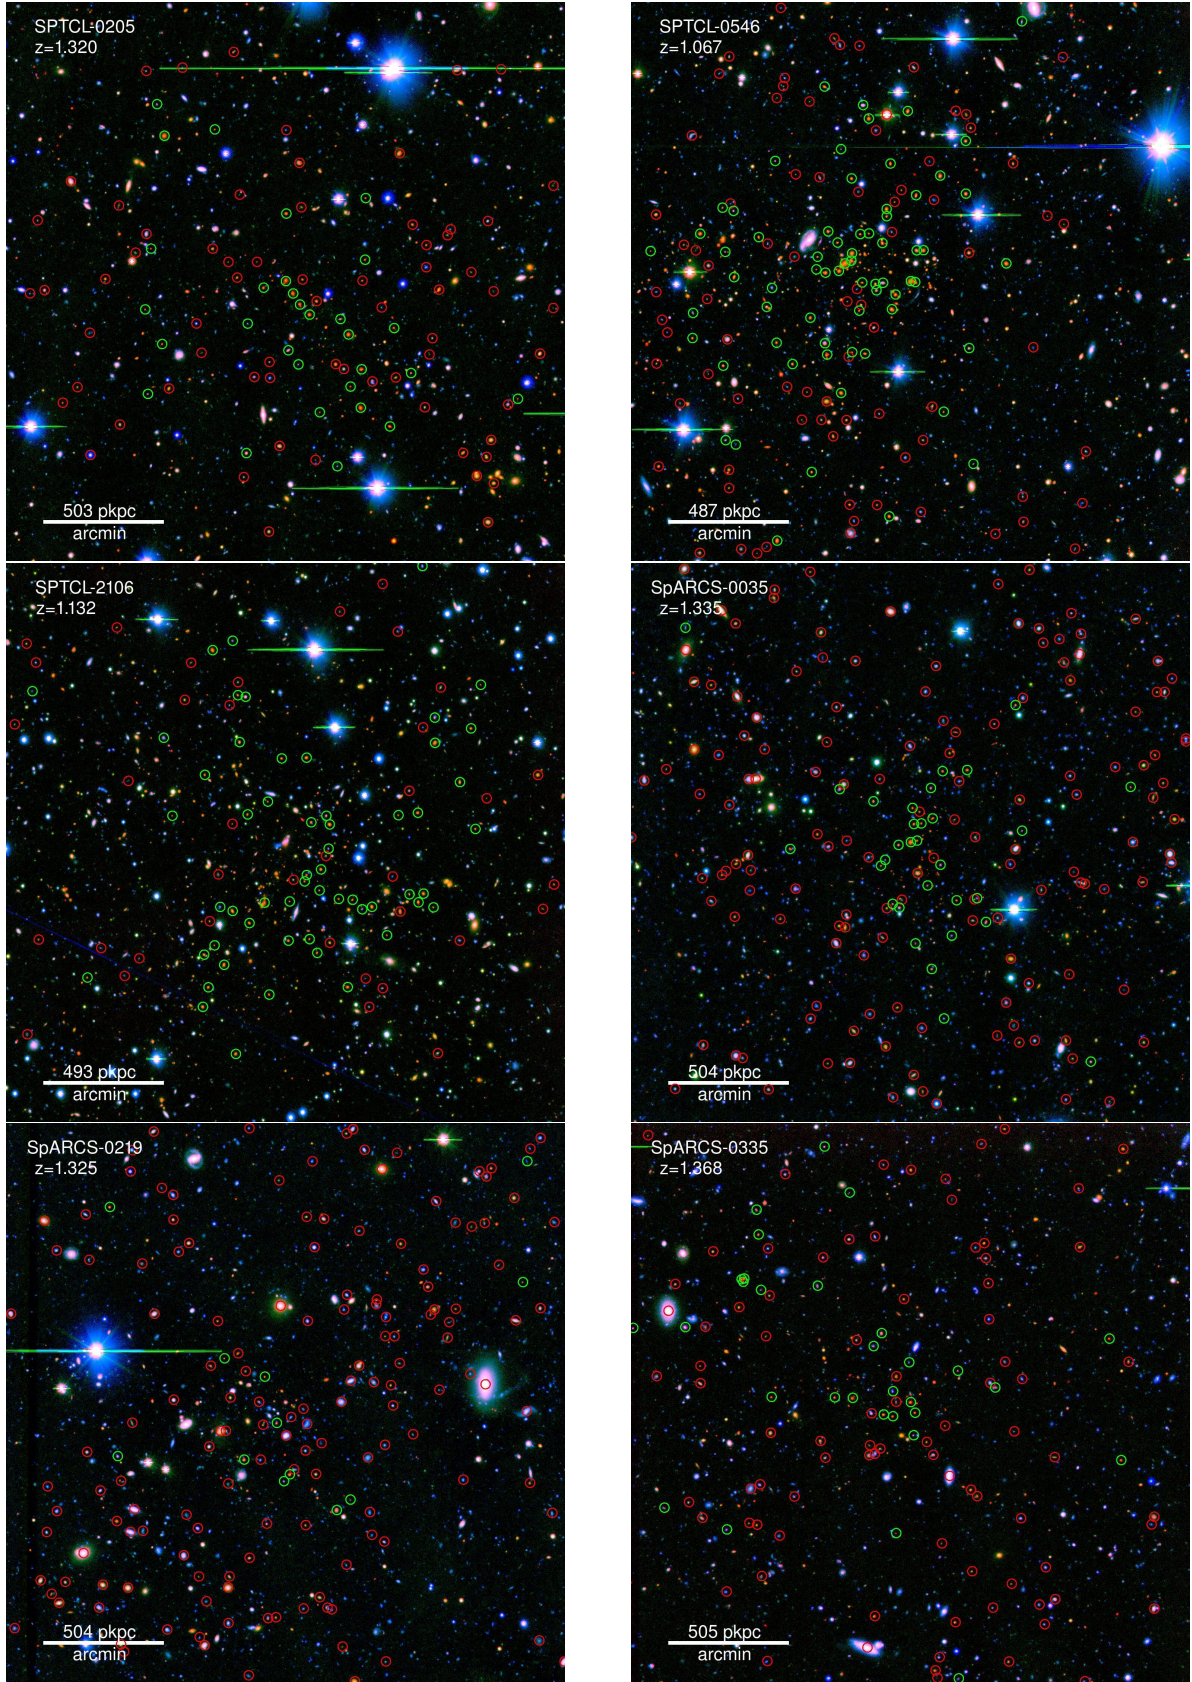 SPTCL-0205
z=1.320
503 pkpc
arcmin
SPTCL-0546
z=1.067
487 pkpc
arcmin
SPTCL-2106
z=1.132
493 pkpc
arcmin
SpARCS-0035
z=1.335
504 pkpc
arcmin
SpARCS-0219
z=1.325
504 pkpc
arcmin
SpARCS-0335
z=1.368
505 pkpc
arcmin